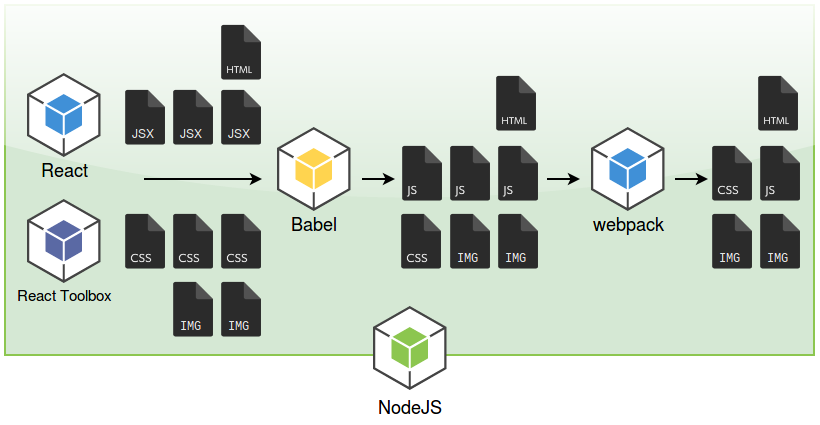 HTML
JSX JSX JSX
React
Babel
CSS CSS CSS
React Toolbox
IMG IMG
HTML
JS JS JS
CSS IMG IMG
webpack
HTML
CSS JS
IMG IMG
NodeJS